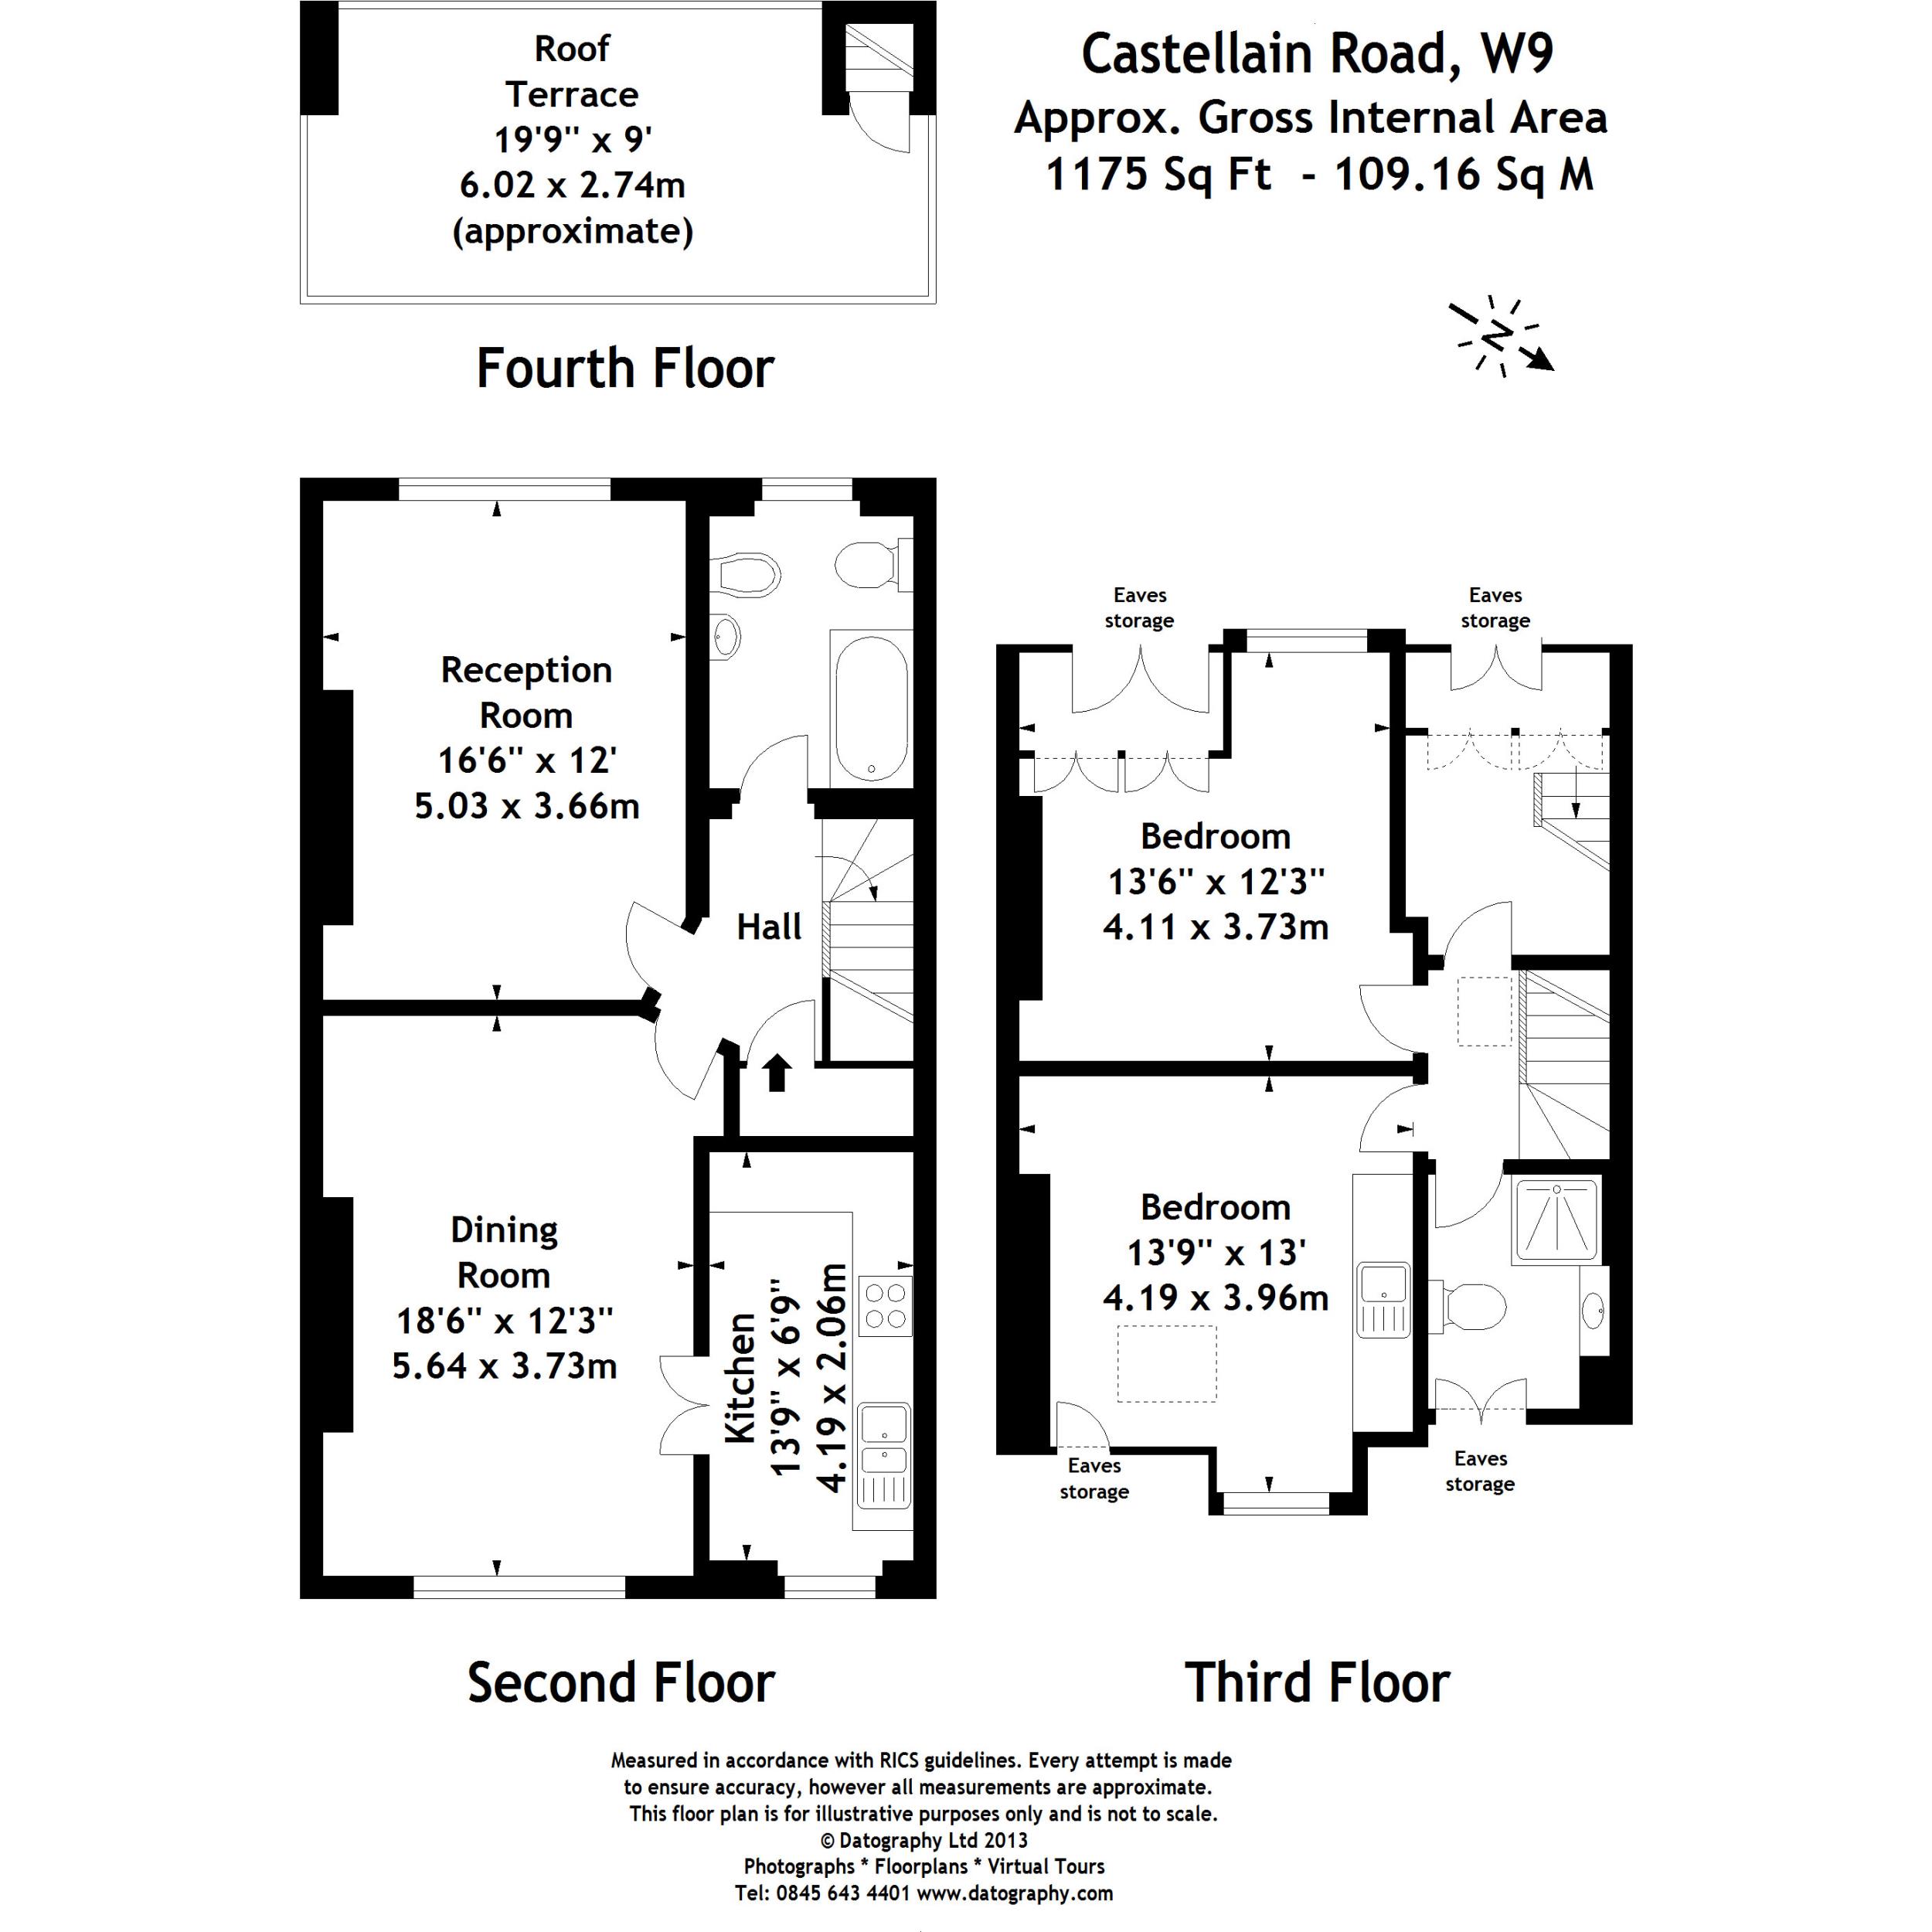 Roof
Terrace
19'9" x 9'
6.02 x 2.74m
(approximate)
Fourth Floor
Castellain Road, W9
Approx. Gross Internal Area
1175 Sq Ft - 109.16 Sq M
N
Reception
Room
16'6" x 12'
5.03 x 3.66m
Hall
Dining
Room
18'6" x 12'3"
5.64 x 3.73m
Kitchen
13'9" x 6'9"
4.19 x 2.06m
Second Floor
Eaves
storage
Eaves
storage
Bedroom
13'6" x 12'3"
4.11 x 3.73m
Bedroom
13'9" x 13'
4.19 x 3.96m
Eaves
storage
Eaves
storage
Third Floor
Measured in accordance with RICS guidelines. Every attempt is made
to ensure accuracy, however all measurements are approximate.
This floor plan is for illustrative purposes only and is not to scale.
© Datography Ltd 2013
Photographs * Floorplans * Virtual Tours
Tel: 0845 643 4401 www.datography.com